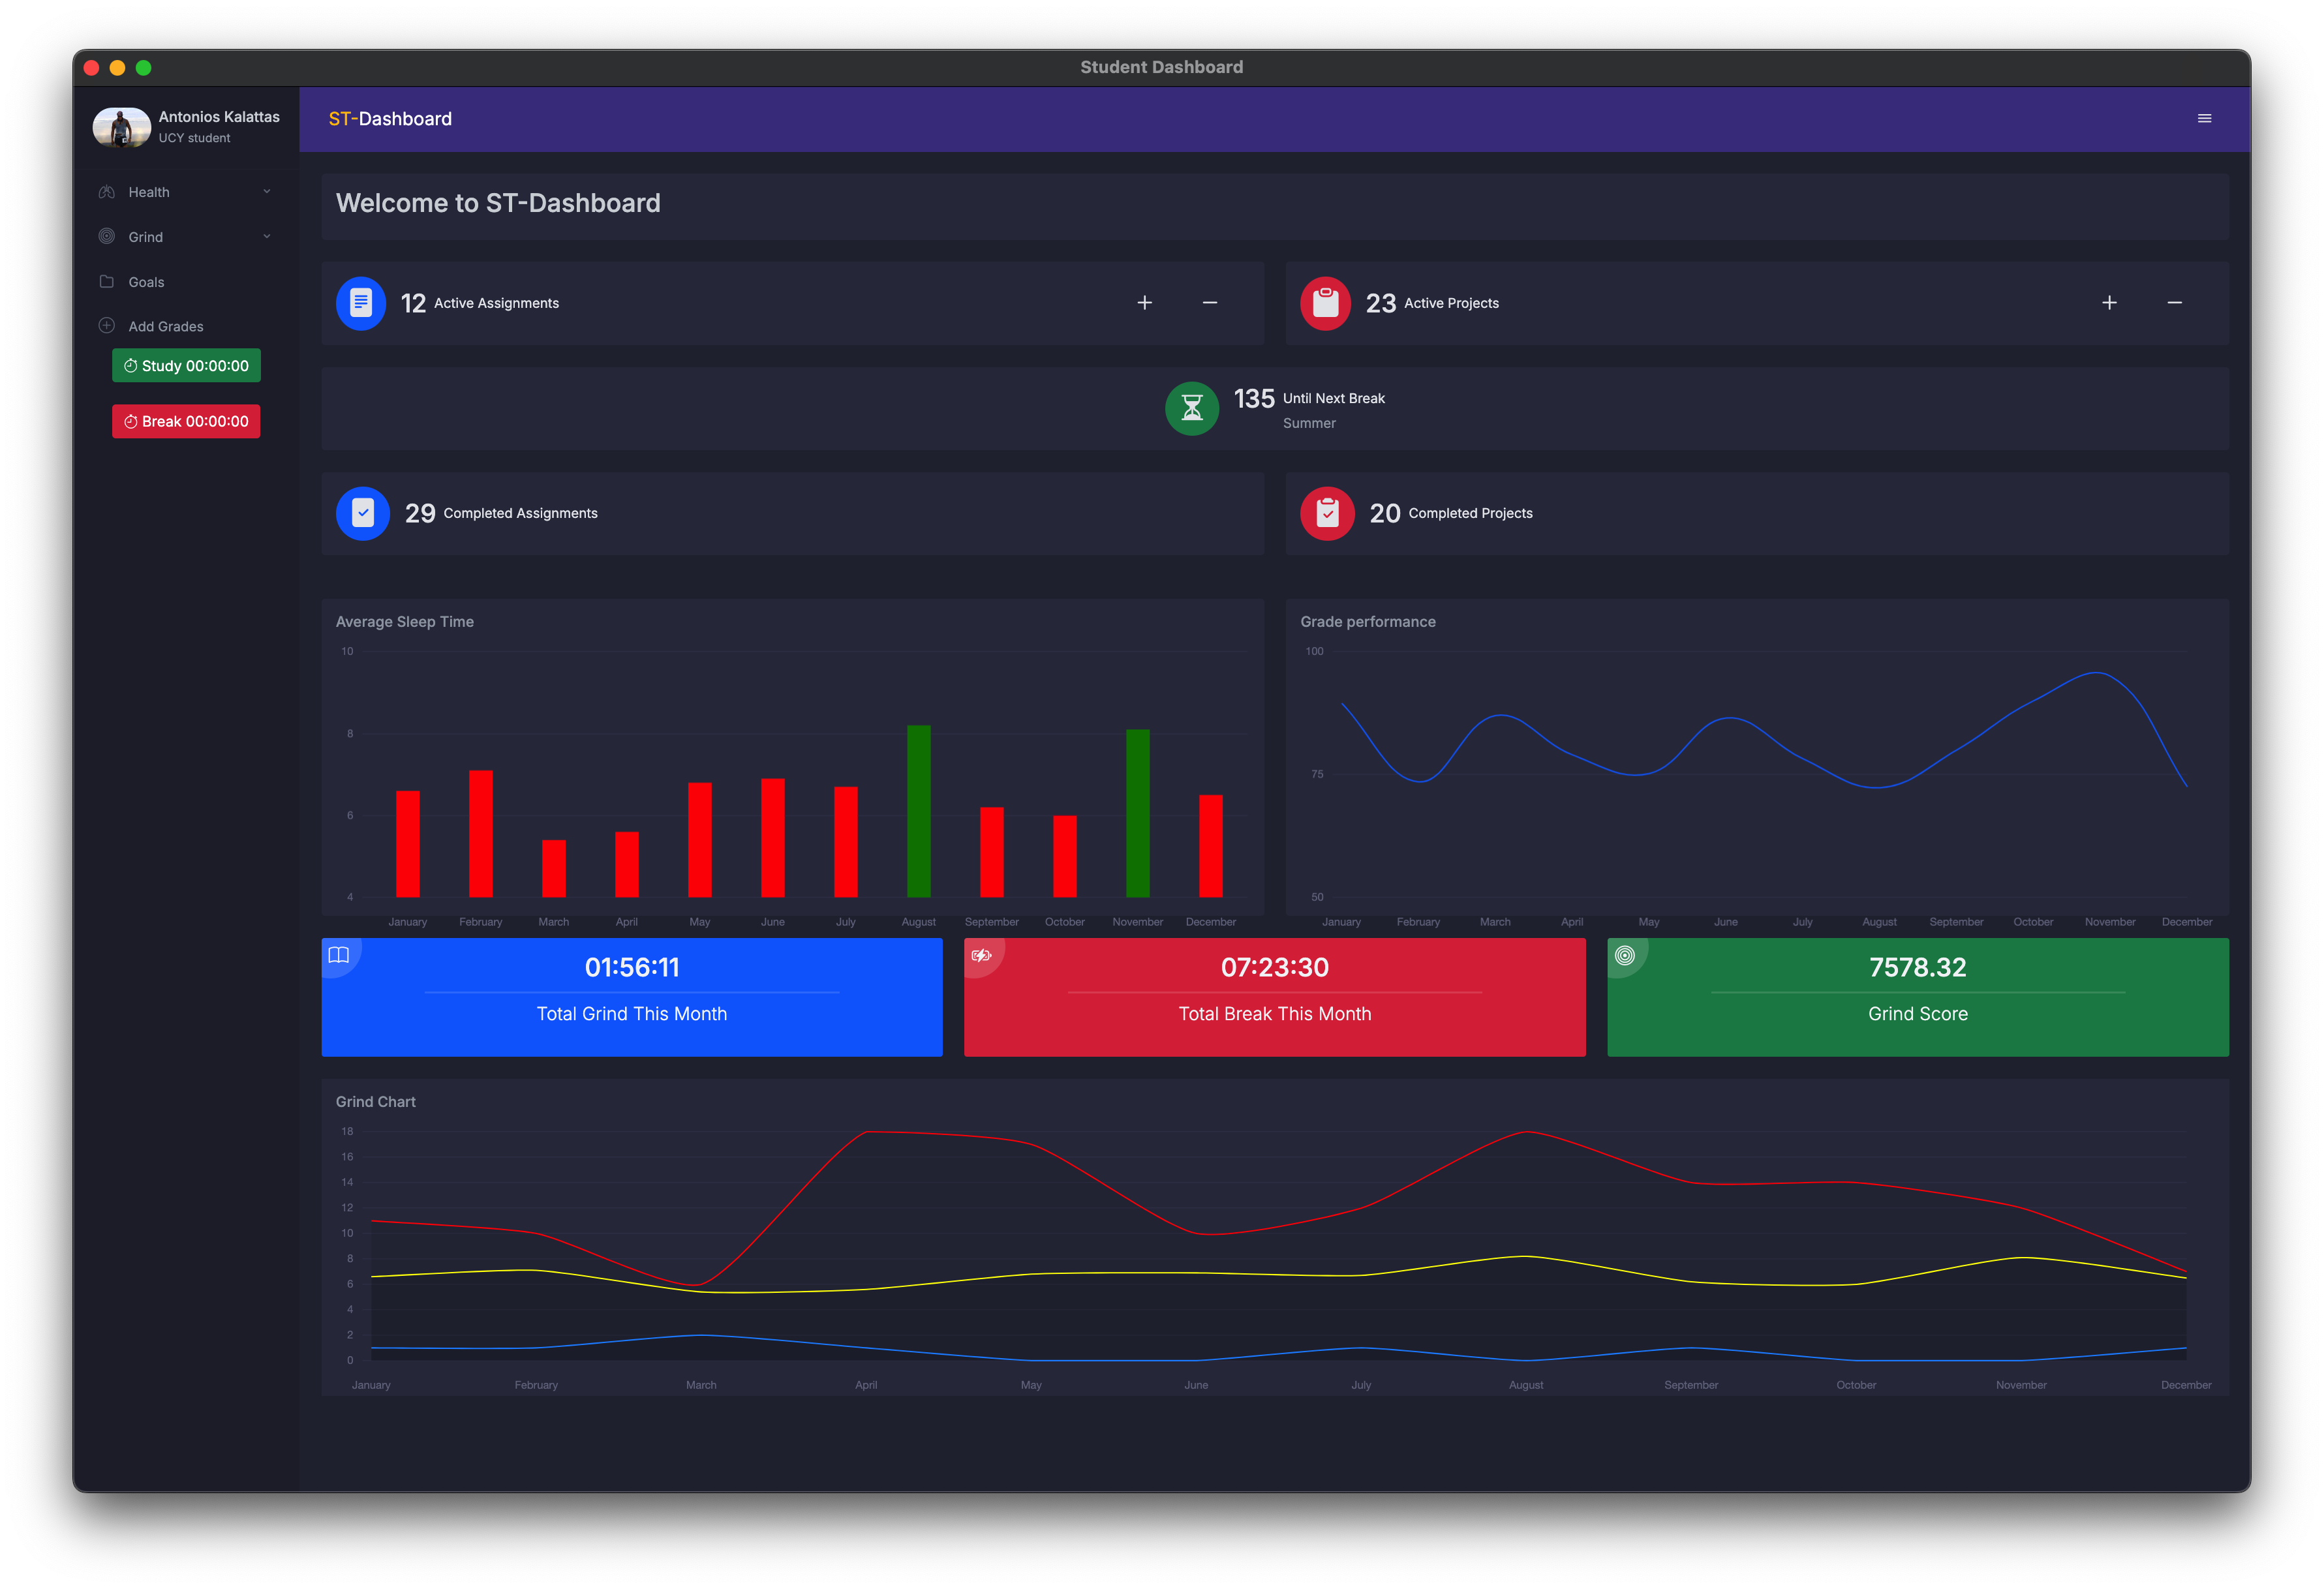 Student Dashboard
Antonios Kalattas
UCY student
Health
Grind
Goals
Add Grades
Study 00:00:00
Break 00:00:00
ST-Dashboard
Welcome to ST-Dashboard
12 Active Assignments
23 Active Projects
135 Until Next Break
Summer
29 Completed Assignments
20 Completed Projects
Average Sleep Time
10
8
6
4
January February March April May June July August September October November December
Grade performance
100
75
50
January February March April May June July August September October November December
01:56:11
Total Grind This Month
07:23:30
Total Break This Month
7578.32
Grind Score
Grind Chart
18
16
14
12
10
8
6
4
2
0
January February March April May June July August September October November December